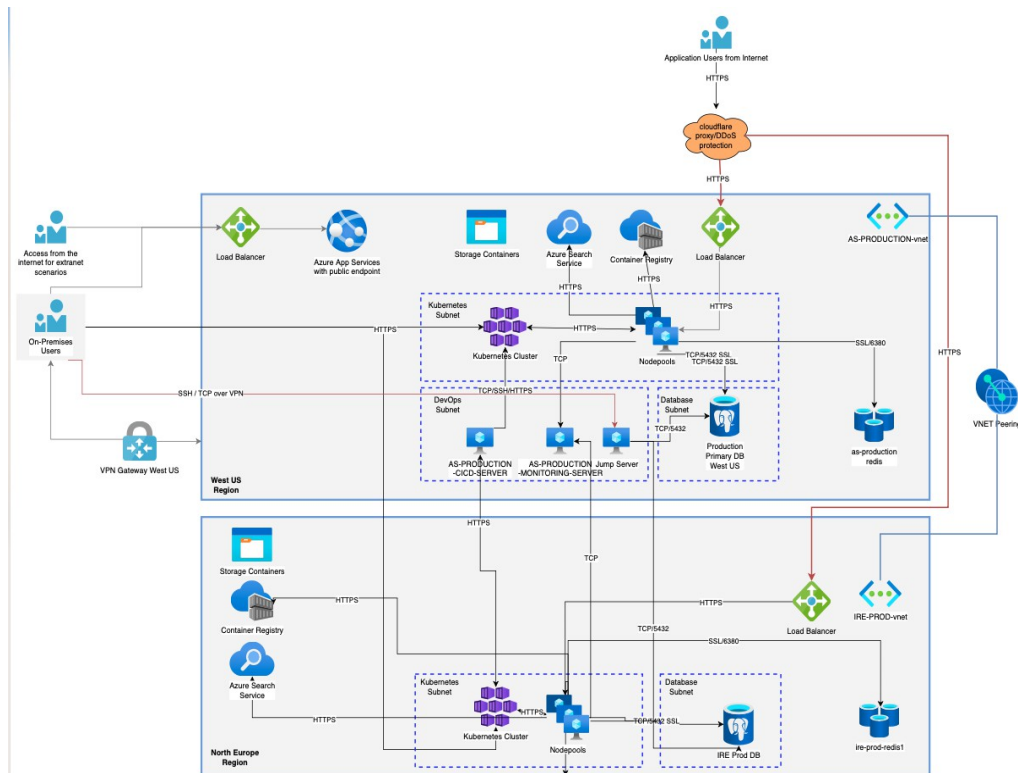 Application Users from Internet
HTTPS
cloudflare
proxy/DDoS
protection
HTTPS
Access from the
internet for extranet
scenarios
Load Balancer
Azure App Services
with public endpoint
Storage Containers
Azure Search
Service
Container Registry
Load Balancer
AS-PRODUCTION-vnet
HTTPS
HTTPS
HTTPS
Kubernetes
Subnet
On-Premises
Users
HTTPS
Kubernetes Cluster
HTTPS
Nodepools
TCP
TCP/5432 SSL
TCP/5432 SSL
SSL/6380
HTTPS
SSH / TCP over VPN
TCP/SSH/HTTPS
DevOps
Subnet
Database
Subnet
TCP/5432
VNET Peering
VPN Gateway West US
AS-PRODUCTION
-CICD-SERVER
AS-PRODUCTION
-MONITORING-SERVER
Jump Server
Production
Primary DB
West US
as-production
redis
West US
Region
HTTPS
TCP
Storage Containers
Container Registry
HTTPS
HTTPS
Load Balancer
IRE-PROD-vnet
TCP/5432
SSL/6380
Azure Search
Service
Kubernetes
Subnet
Database
Subnet
HTTPS
HTTPS
TCP/5432 SSL
Kubernetes Cluster
Nodepools
IRE Prod DB
ire-prod-redis1
North Europe
Region